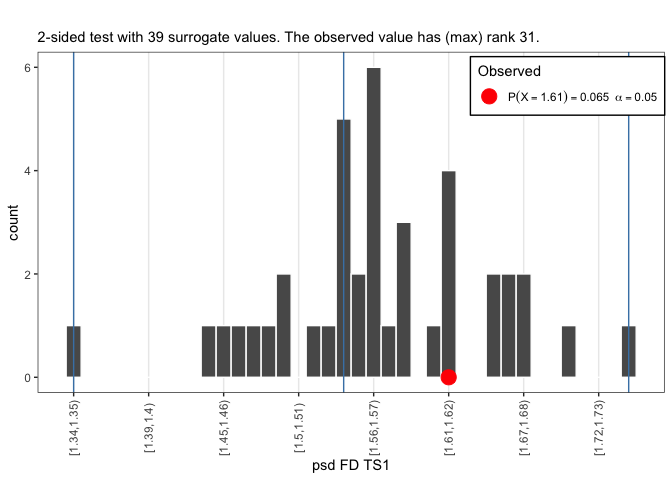 2-sided test with 39 surrogate values. The observed value has (max) rank 31.
Observed
P(X = 1.61) = 0.065 α = 0.05
6
4
2
0
count
[1.34,1.35)
[1.39,1.4)
[1.45,1.46)
[1.5,1.51)
[1.56,1.57)
[1.61,1.62)
[1.67,1.68)
[1.72,1.73)
psd FD TS1